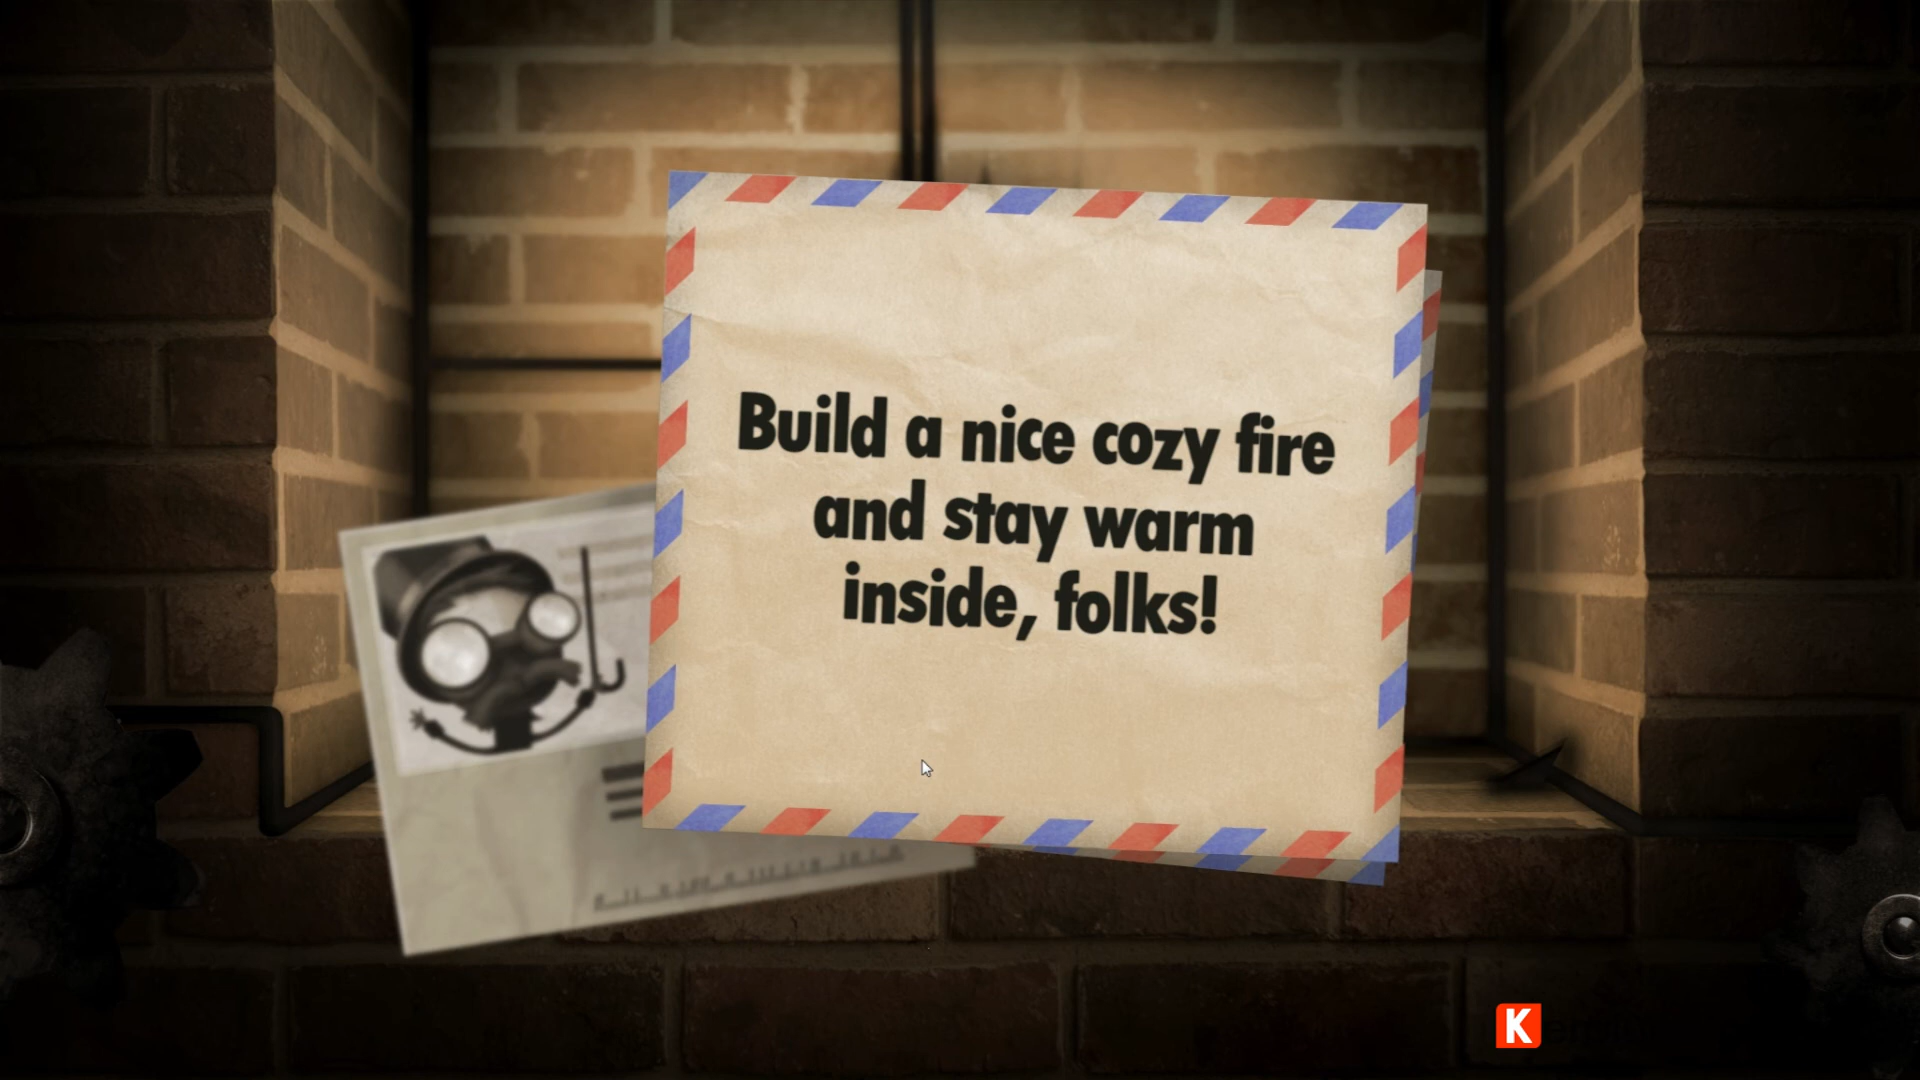 Build a nice cozy fire
and stay warm
inside, folks!
K